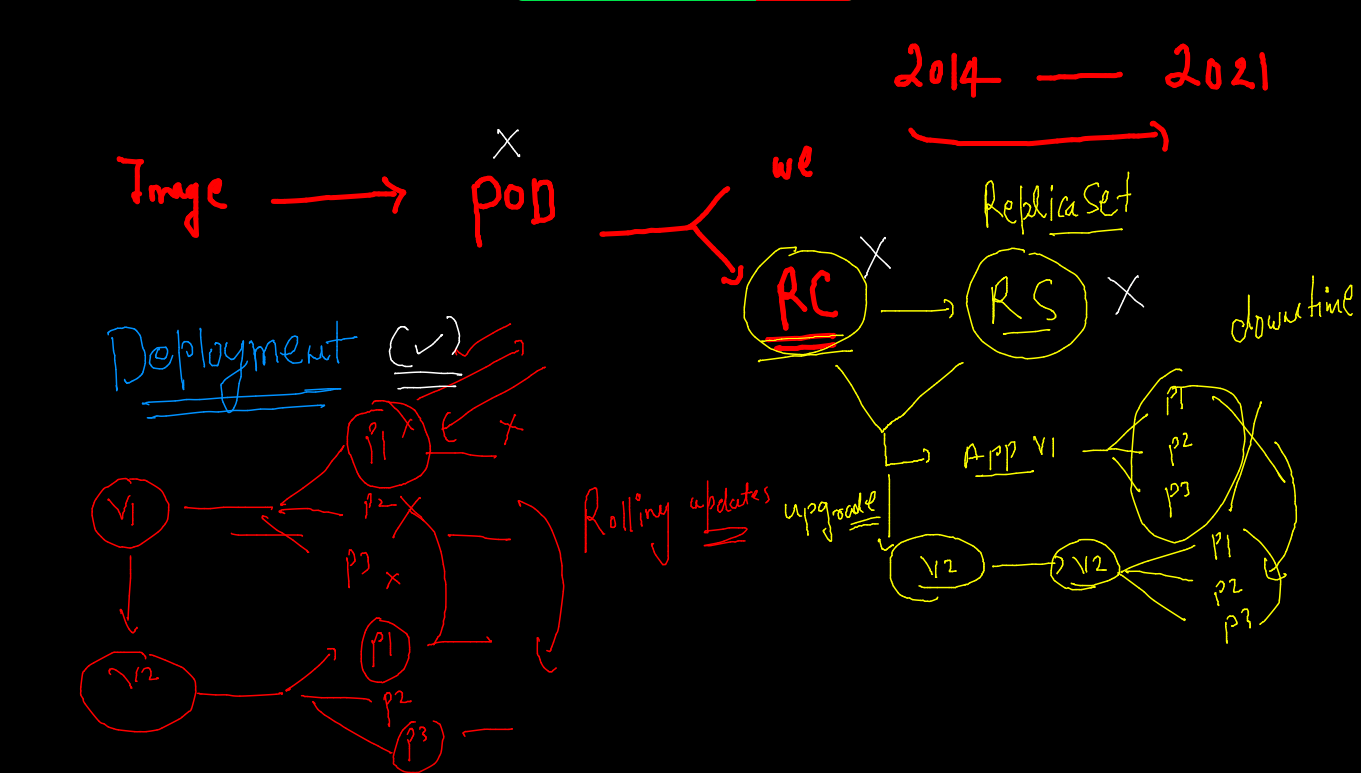 2014 — 2021
X
we
Image → POD
ReplicaSet
X
RC → RS X
downtime
Deployment (✓)
P1 X
X
P1
P2
P3
App V1
V1
P2 X
P3 X
Rolling updates
upgrade
V2 → V2
P1
P2
P3
V2
P1
P2
P3